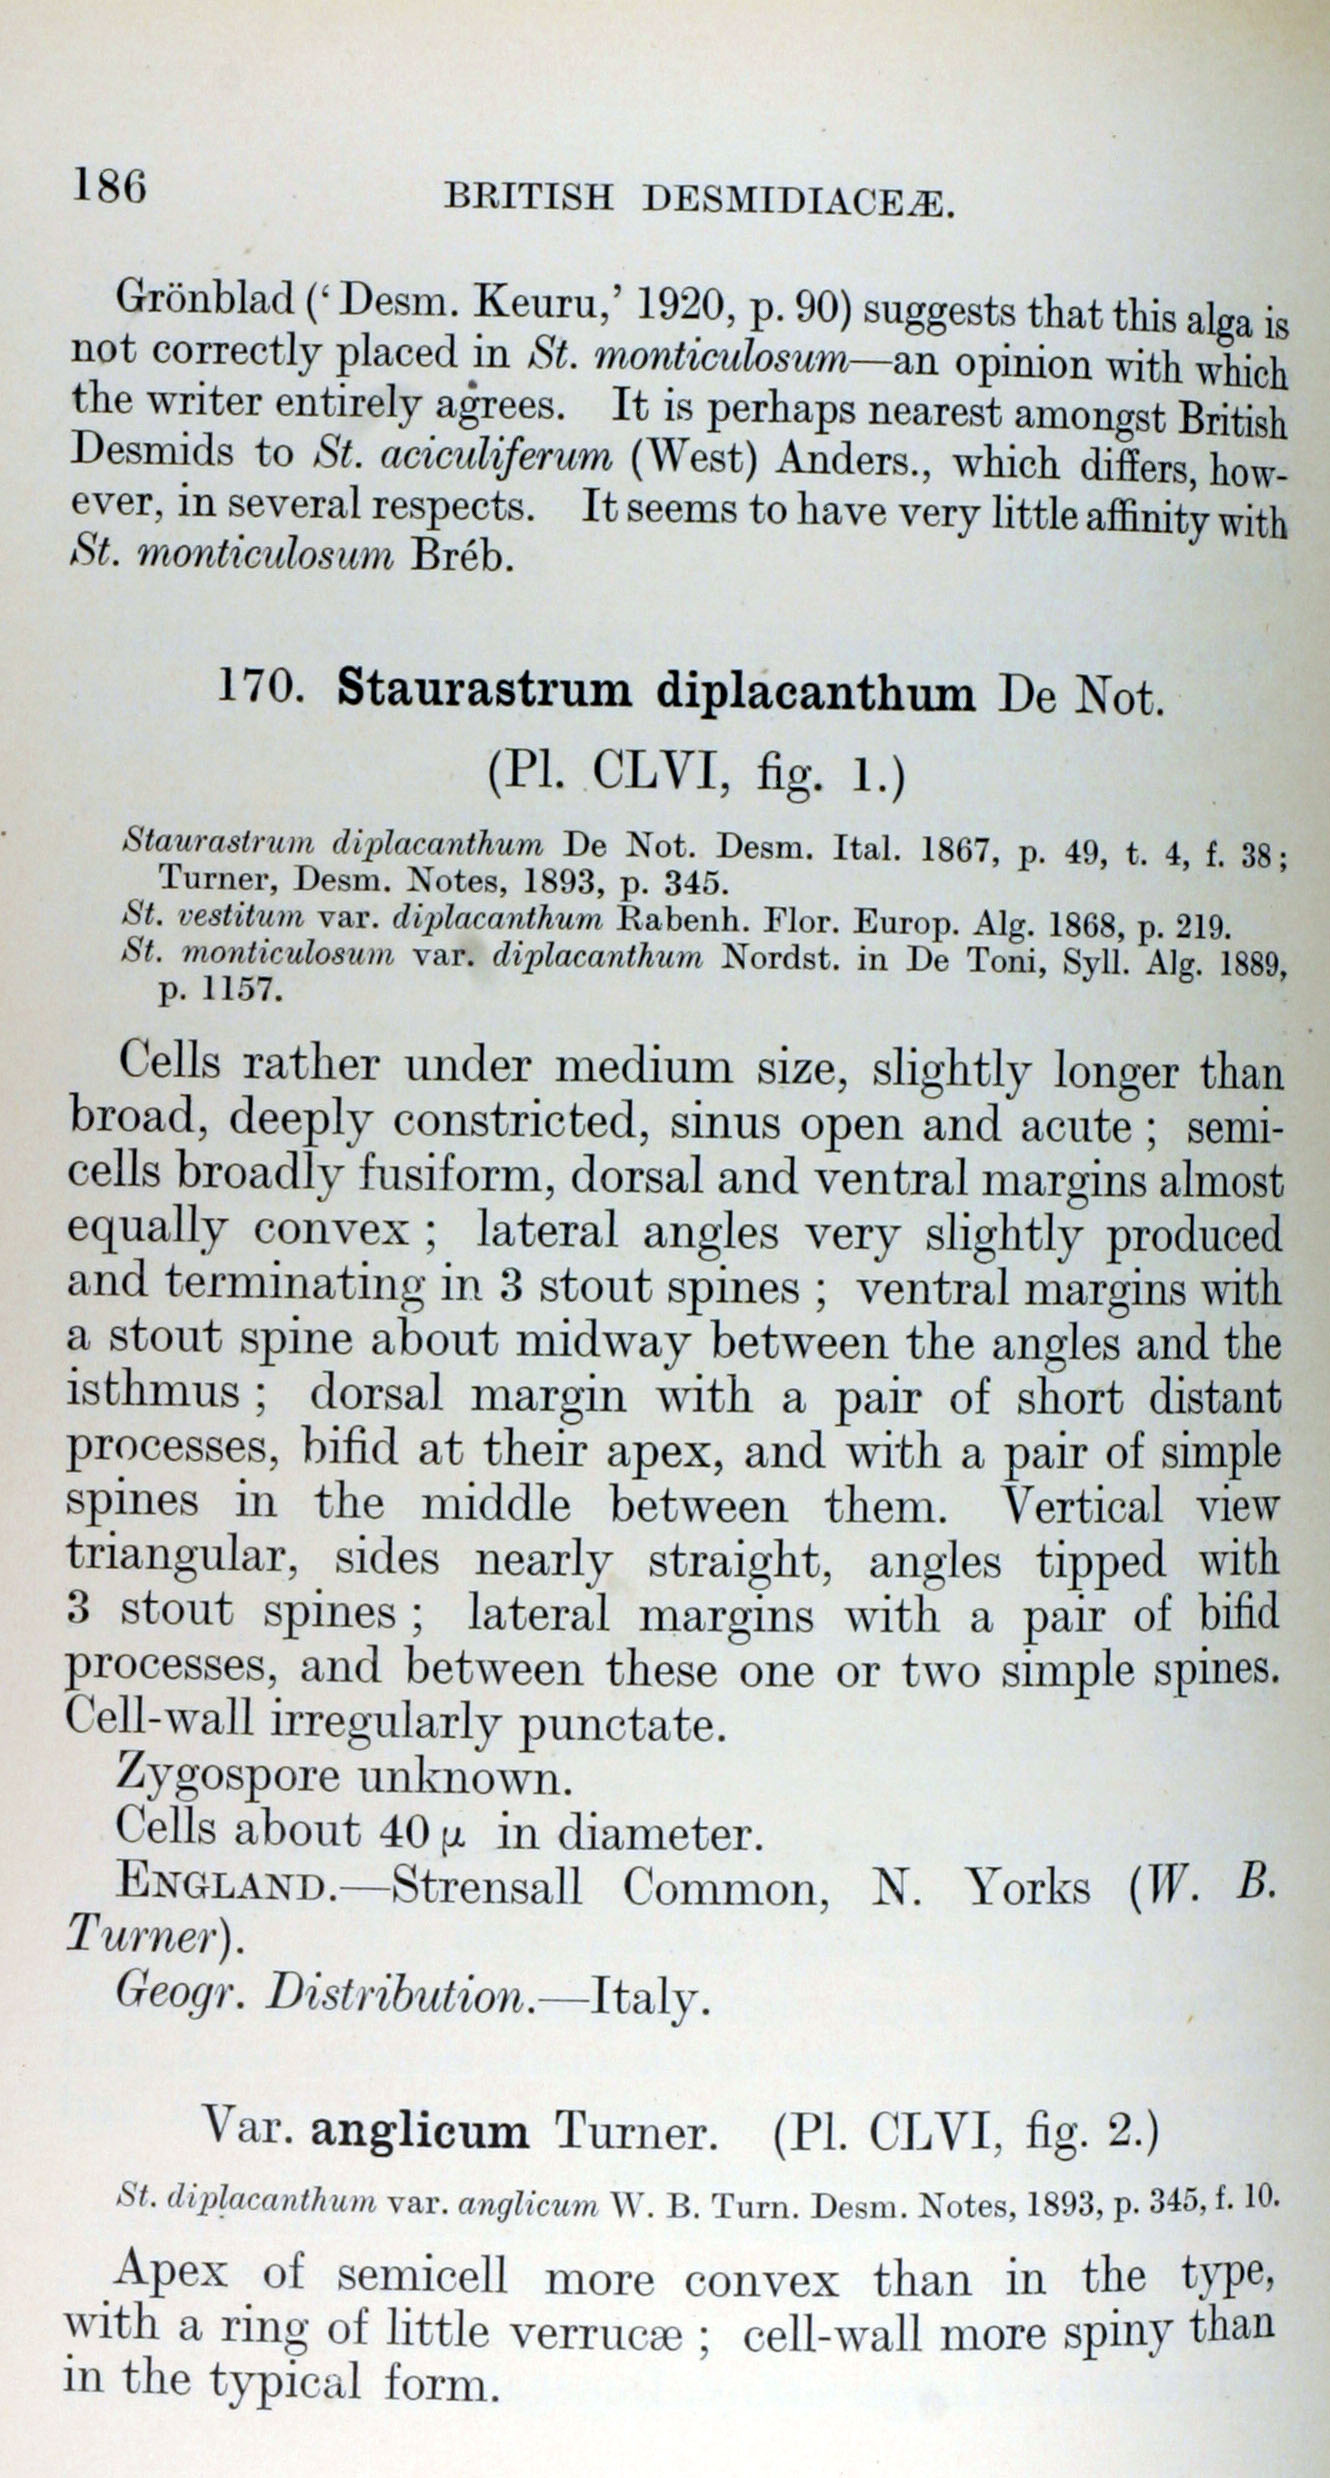 186
BRITISH DESMIDIACEÆ.
Grönblad (‘ Desm. Keuru,’ 1920, p. 90) suggests that this alga is
not correctly placed in St. monticulosum—an opinion with which
the writer entirely agrees. It is perhaps nearest amongst British
Desmids to St. aciculiferum (West) Anders., which differs, how-
ever, in several respects. It seems to have very little affinity with
St. monticulosum Bréb.
170. Staurastrum diplacanthum De Not.
(Pl. CLVI, fig. 1.)
Staurastrum diplacanthum De Not. Desm. Ital. 1867, p. 49, t. 4, f. 38 ;
Turner, Desm. Notes, 1893, p. 345.
St. vestitum var. diplacanthum Rabenh. Flor. Europ. Alg. 1868, p. 219.
St. monticulosum var. diplacanthum Nordst. in De Toni, Syll. Alg. 1889,
p. 1157.
Cells rather under medium size, slightly longer than
broad, deeply constricted, sinus open and acute ; semi-
cells broadly fusiform, dorsal and ventral margins almost
equally convex ; lateral angles very slightly produced
and terminating in 3 stout spines ; ventral margins with
a stout spine about midway between the angles and the
isthmus ; dorsal margin with a pair of short distant
processes, bifid at their apex, and with a pair of simple
spines in the middle between them. Vertical view
triangular, sides nearly straight, angles tipped with
3 stout spines ; lateral margins with a pair of bifid
processes, and between these one or two simple spines.
Cell-wall irregularly punctate.
Zygospore unknown.
Cells about 40 μ in diameter.
ENGLAND.—Strensall Common, N. Yorks (W. B.
Turner).
Geogr. Distribution.—Italy.
Var. anglicum Turner. (Pl. CLVI, fig. 2.)
St. diplacanthum var. anglicum W. B. Turn. Desm. Notes, 1893, p. 345, f. 10.
Apex of semicell more convex than in the type,
with a ring of little verrucæ ; cell-wall more spiny than
in the typical form.